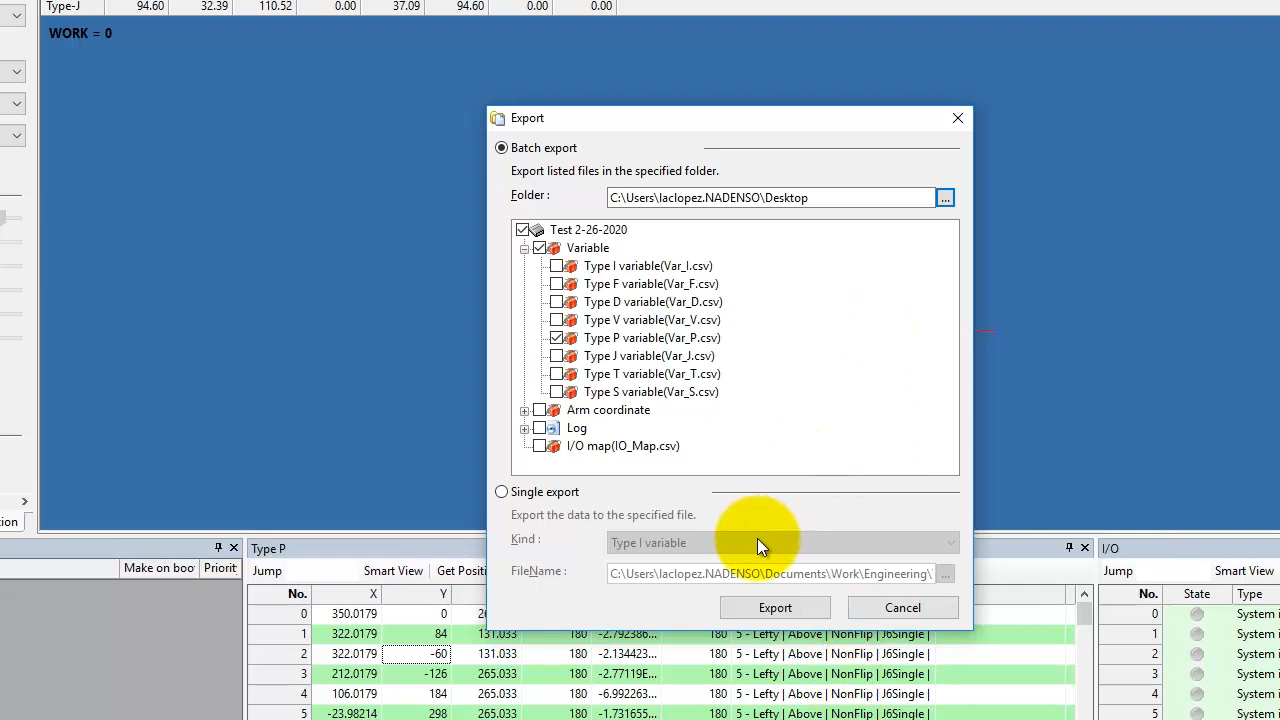 Type-J 94.60 32.39 110.52 0.00 37.09 94.60 0.00 0.00
WORK = 0
Export
Batch export
Export listed files in the specified folder.
Folder : C:\Users\laclopez.NADENSO\Desktop ...
Test 2-26-2020
Variable
Type I variable(Var_I.csv)
Type F variable(Var_F.csv)
Type D variable(Var_D.csv)
Type V variable(Var_V.csv)
Type P variable(Var_P.csv)
Type J variable(Var_J.csv)
Type T variable(Var_T.csv)
Type S variable(Var_S.csv)
Arm coordinate
Log
I/O map(IO_Map.csv)
Single export
Export the data to the specified file.
Kind : Type I variable
FileName : C:\Users\laclopez.NADENSO\Documents\Work\Engineering\ ...
Export Cancel
Type P I/O
Make on boo Priorit Jump Smart View Get Positi Jump Smart View
No. X Y No. State Type
0 350.0179 0 0 System i
1 322.0179 84 131.033 180 -2.792386... 180 5 - Lefty | Above | NonFlip | J6Single | 1 System i
2 322.0179 -60 131.033 180 -2.134423... 180 5 - Lefty | Above | NonFlip | J6Single | 2 System i
3 212.0179 -126 265.033 180 -2.77119E... 180 5 - Lefty | Above | NonFlip | J6Single | 3 System i
4 106.0179 184 265.033 180 -6.992263... 180 5 - Lefty | Above | NonFlip | J6Single | 4 System i
5 -23.98214 298 265.033 180 -1.731655... 180 5 - Lefty | Above | NonFlip | J6Single | 5 System i